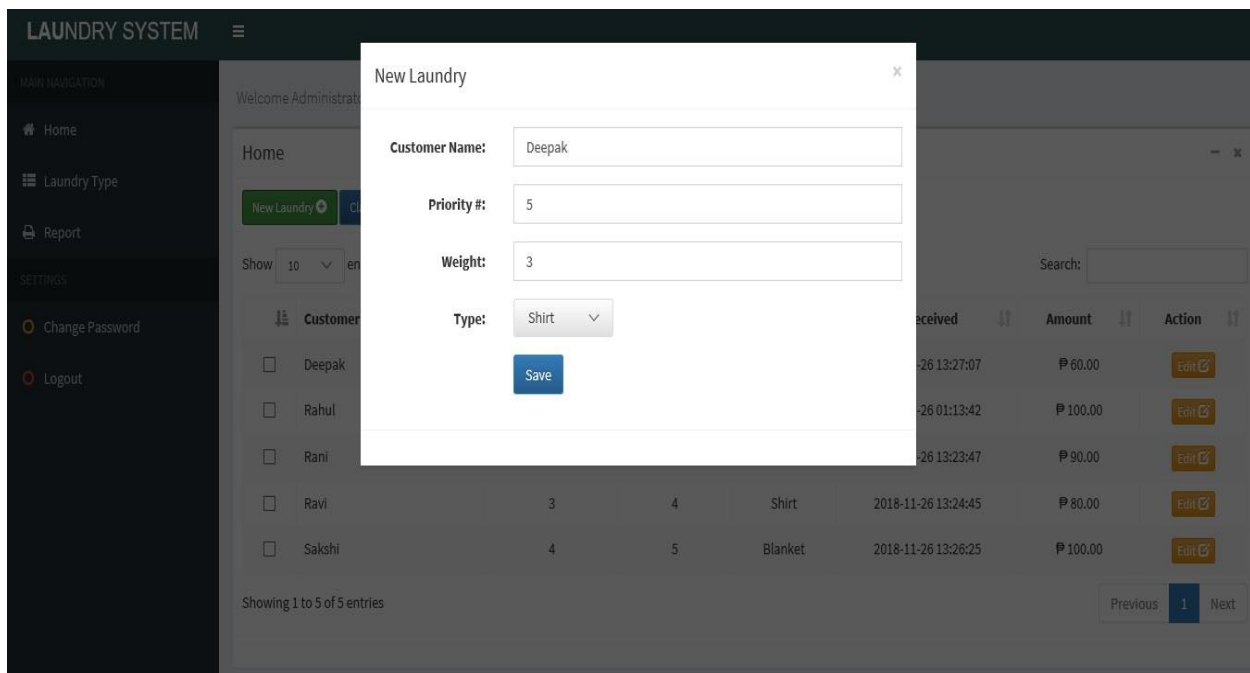 LAUNDRY SYSTEM
MAIN NAVIGATION
Home
Laundry Type
Report
SETTINGS
Change Password
Logout
Welcome
Home
New Laundry
Show 10
Search:
Customer Amount Action
Deepak -26 13:27:07 ₱ 60.00 Edit
Rahul -26 01:13:42 ₱ 100.00 Edit
Rani -26 13:23:47 ₱ 90.00 Edit
Ravi 3 4 Shirt 2018-11-26 13:24:45 ₱ 80.00 Edit
Sakshi 4 5 Blanket 2018-11-26 13:26:25 ₱ 100.00 Edit
Showing 1 to 5 of 5 entries
Previous 1 Next
New Laundry ×
Customer Name: Deepak
Priority #: 5
Weight: 3
Type: Shirt
Save